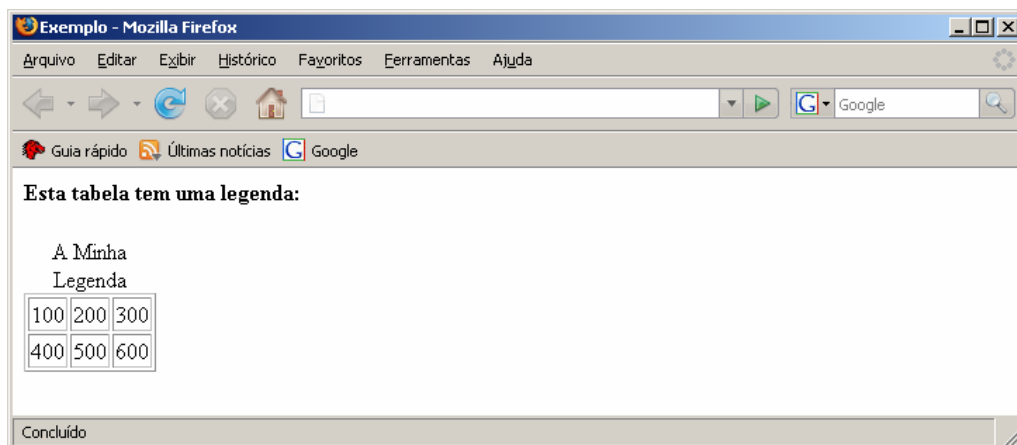 Exemplo - Mozilla Firefox
Arquivo Editar Exibir Histórico Favoritos Ferramentas Ajuda
G Google
Guia rápido Últimas notícias G Google
Esta tabela tem uma legenda:
A Minha
Legenda
100 200 300
400 500 600
Concluído